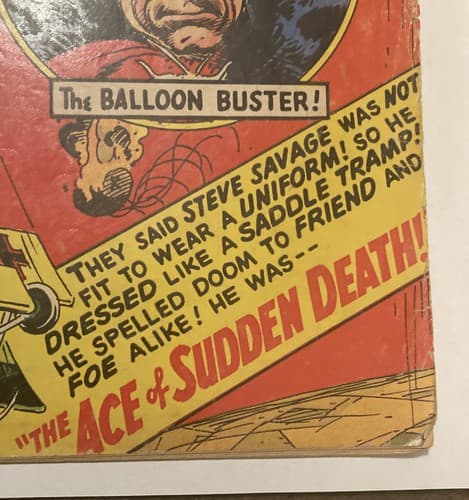 The BALLOON BUSTER!
THEY SAID STEVE SAVAGE WAS NOT
FIT TO WEAR A UNIFORM! SO HE
DRESSED LIKE A SADDLE TRAMP!
HE SPELLED DOOM TO FRIEND AND
FOE ALIKE! HE WAS--
"THE ACE of SUDDEN DEATH!